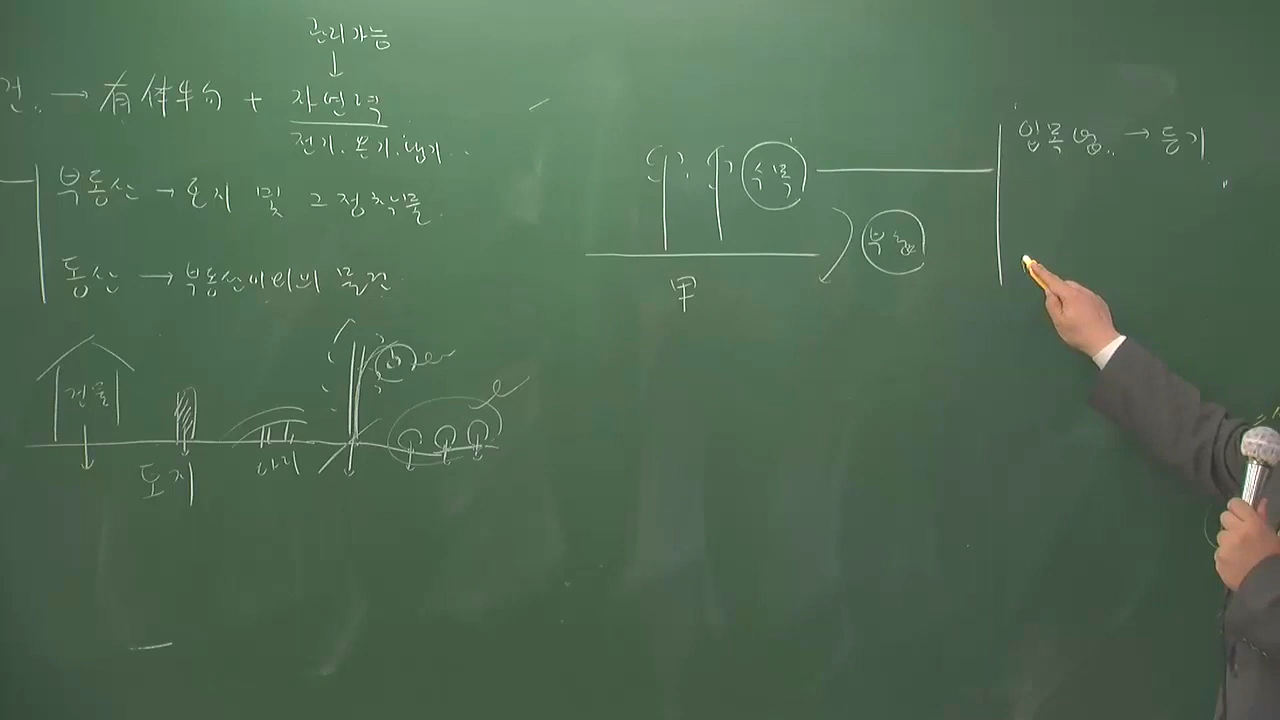 관리가능
↓
건.. → 有体物 + 자연력
전기. 온기. 냉기...
부동산 → 토지 및 그 정착물
동산 → 부동산이외의 물건
건물
토지
다리
수목
부합
甲
입목법.. → 등기